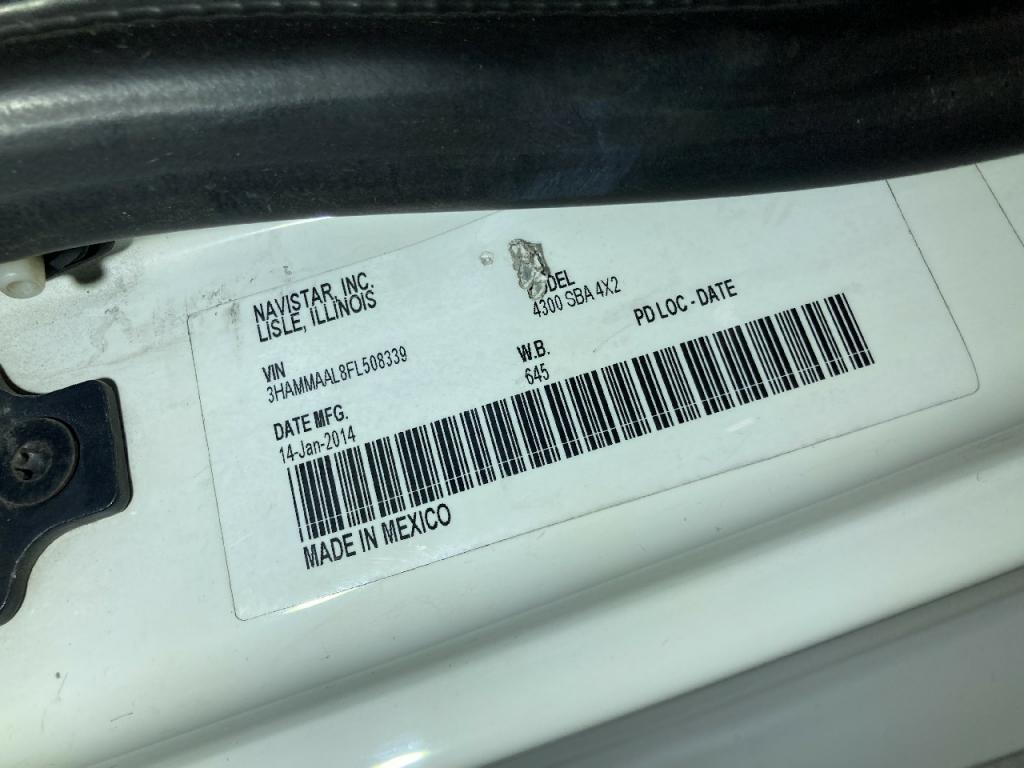 NAVISTAR, INC.
LISLE, ILLINOIS
MODEL
4300 SBA 4X2
VIN
3HAMMAAL8FL508339
W.B.
645
PD LOC - DATE
DATE MFG.
14-Jan-2014
MADE IN MEXICO